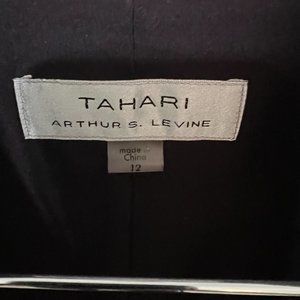 TAHARI
ARTHUR S. LEVINE
made in
China
12